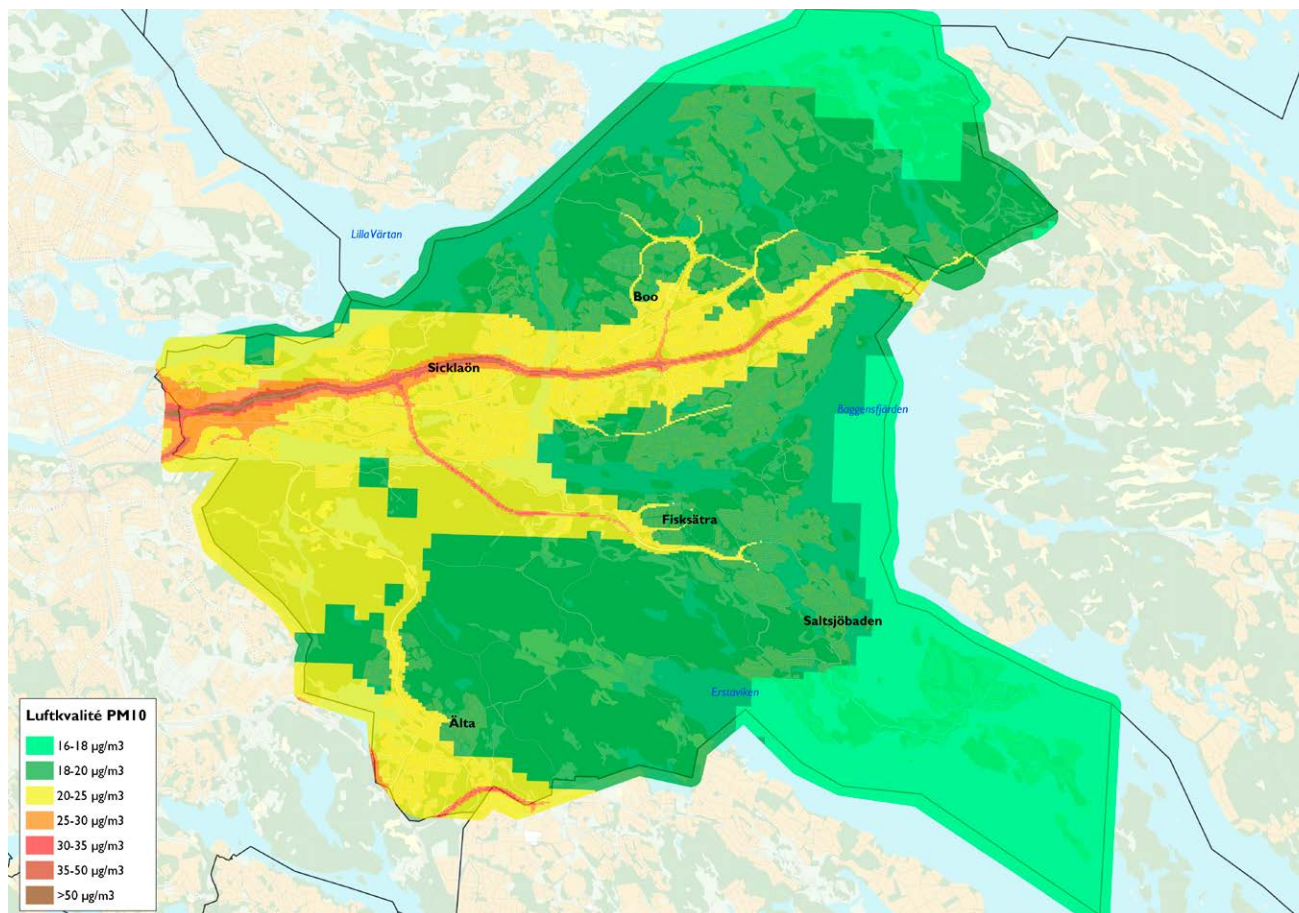 Lilla Värtan
Boo
Sicklaön
Baggensfjärden
Fisksätra
Saltsjöbaden
Erstaviken
Älta
Luftkvalité PM10
16-18 µg/m3
18-20 µg/m3
20-25 µg/m3
25-30 µg/m3
30-35 µg/m3
35-50 µg/m3
>50 µg/m3